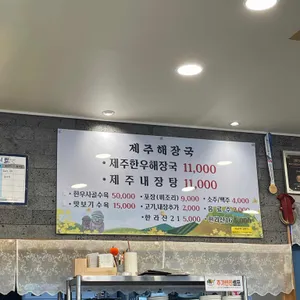 제주해장국
• 제주한우해장국 11,000
• 제주내장탕 11,000
• 한우사골수육 50,000 • 포장(비조리) 9,000 • 소주/맥주 4,000
• 맛보기수육 15,000 • 고기,내장추가 2,000
• 한라산21 5,000